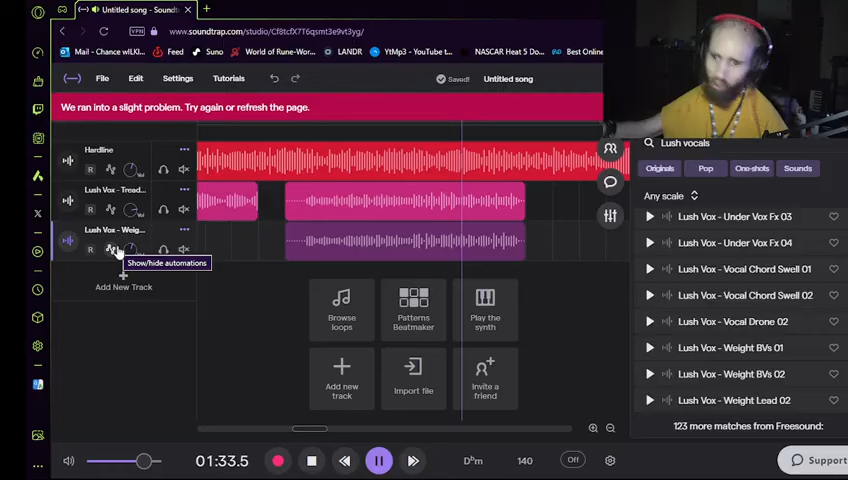 Untitled song - Soundtr
www.soundtrap.com/studio/Cf8tcfX7T6qsmt3e9vt3yg/
VPN
Mail - Chance wILKI...
Feed
Suno
World of Rune-Wor...
LANDR
YtMp3 - YouTube t...
NASCAR Heat 5 Do...
Best Online
File
Edit
Settings
Tutorials
Saved!
Untitled song
We ran into a slight problem. Try again or refresh the page.
Lush vocals
Originals
Pop
One-shots
Sounds
Any scale
Hardline
R
Lush Vox - Tread...
R
Lush Vox - Weig...
R
Show/hide automations
Add New Track
Browse loops
Patterns Beatmaker
Play the synth
Add new track
Import file
Invite a friend
Lush Vox - Under Vox Fx 03
Lush Vox - Under Vox Fx 04
Lush Vox - Vocal Chord Swell 01
Lush Vox - Vocal Chord Swell 02
Lush Vox - Vocal Drone 02
Lush Vox - Weight BVs 01
Lush Vox - Weight BVs 02
Lush Vox - Weight Lead 02
123 more matches from Freesound:
01:33.5
D♭m
140
Off
Support